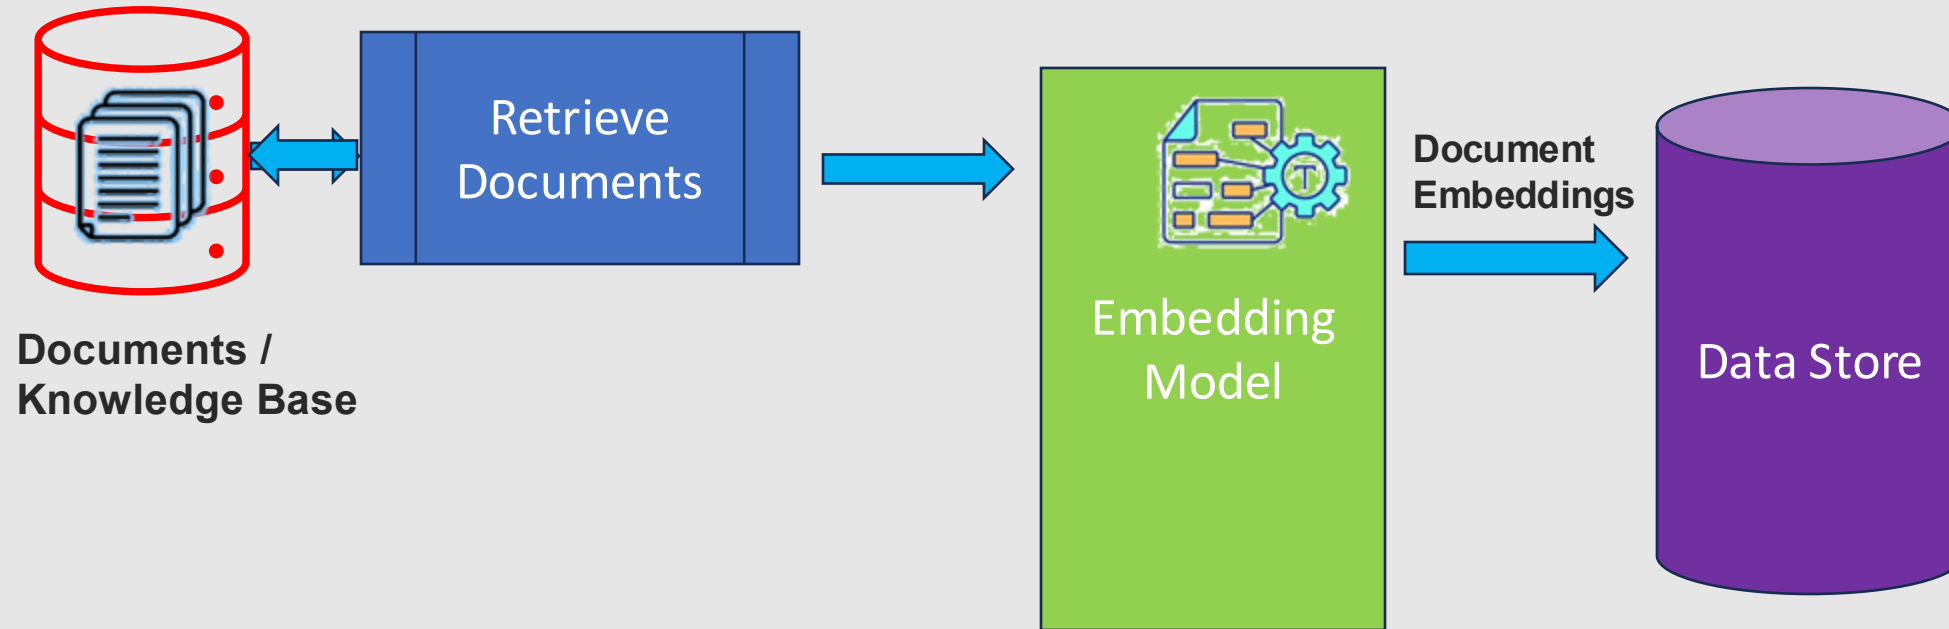 Retrieve
Documents
Documents /
Knowledge Base
T
Embedding
Model
Document
Embeddings
Data Store